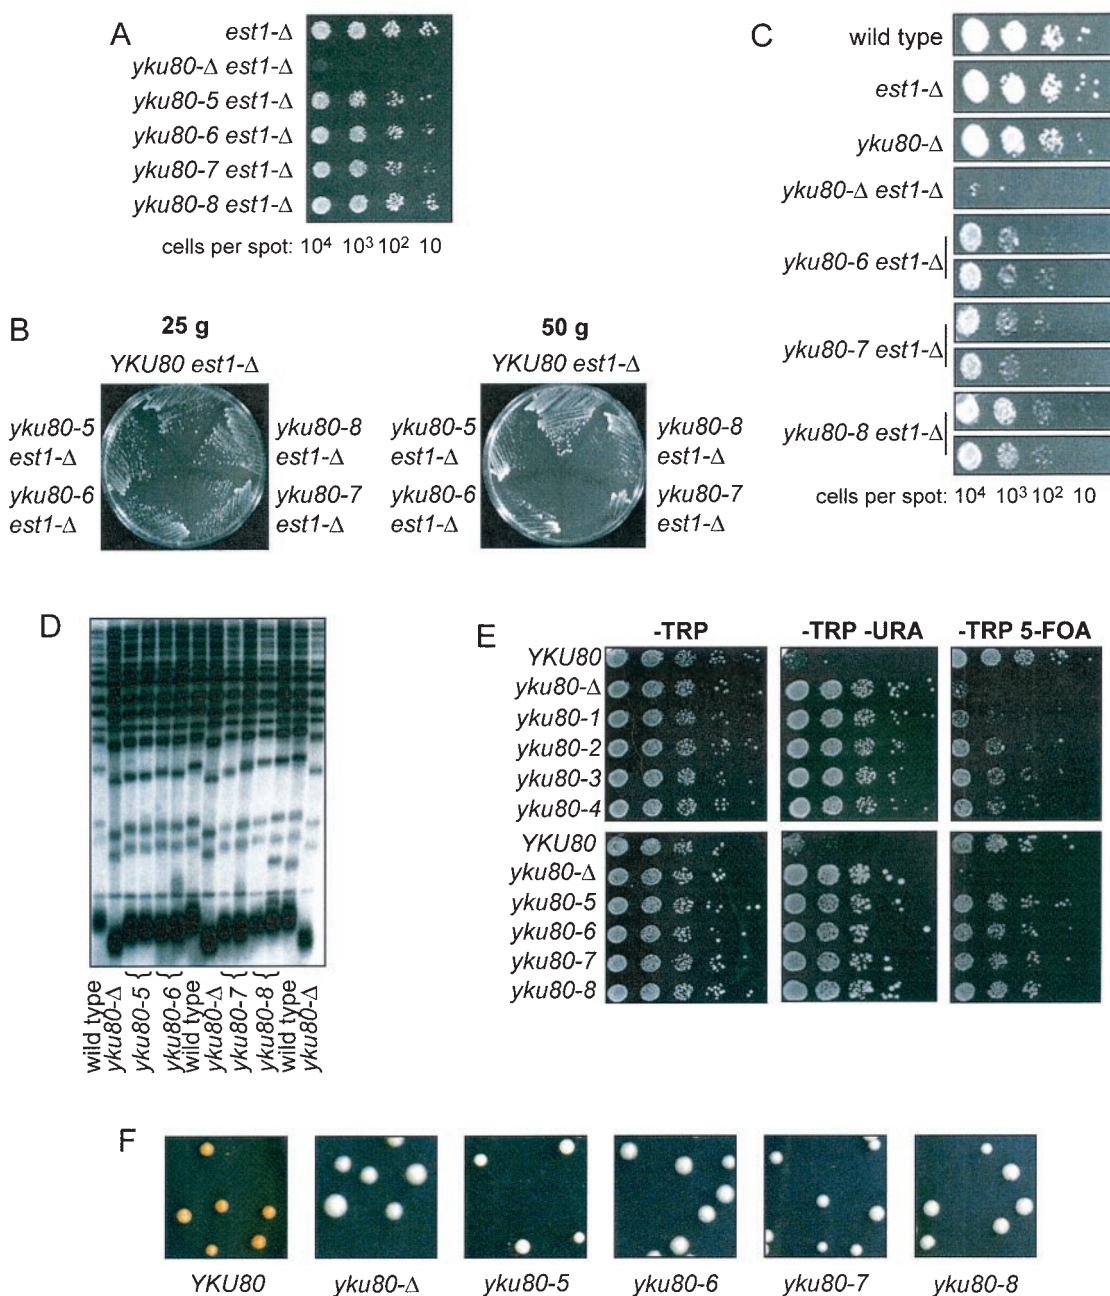 A
est1-Δ
yku80-Δ est1-Δ
yku80-5 est1-Δ
yku80-6 est1-Δ
yku80-7 est1-Δ
yku80-8 est1-Δ
cells per spot: 10⁴ 10³ 10² 10
B
25 g
YKU80 est1-Δ
yku80-5
est1-Δ
yku80-8
est1-Δ
yku80-6
est1-Δ
yku80-7
est1-Δ
50 g
YKU80 est1-Δ
yku80-5
est1-Δ
yku80-8
est1-Δ
yku80-6
est1-Δ
yku80-7
est1-Δ
C
wild type
est1-Δ
yku80-Δ
yku80-Δ est1-Δ
yku80-6 est1-Δ
yku80-7 est1-Δ
yku80-8 est1-Δ
cells per spot: 10⁴ 10³ 10² 10
D
wild type
yku80-Δ
yku80-5{
yku80-6{
wild type
yku80-Δ
yku80-7{
yku80-8{
wild type
yku80-Δ
E
-TRP -TRP -URA -TRP 5-FOA
YKU80
yku80-Δ
yku80-1
yku80-2
yku80-3
yku80-4
YKU80
yku80-Δ
yku80-5
yku80-6
yku80-7
yku80-8
F
YKU80 yku80-Δ yku80-5 yku80-6 yku80-7 yku80-8